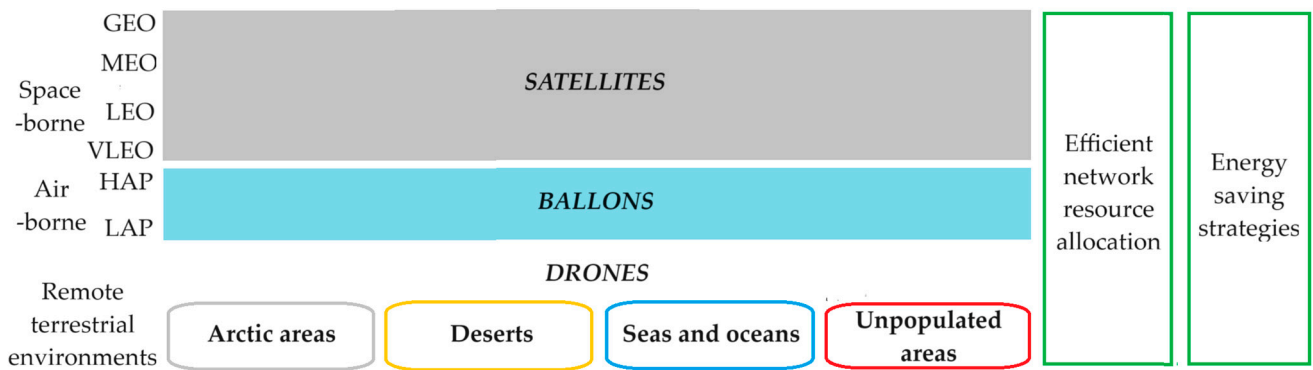 GEO
MEO
Space
-borne
LEO
VLEO
SATELLITES
Air
-borne
HAP
LAP
BALLONS
DRONES
Remote
terrestrial
environments
Arctic areas
Deserts
Seas and oceans
Unpopulated
areas
Efficient
network
resource
allocation
Energy
saving
strategies